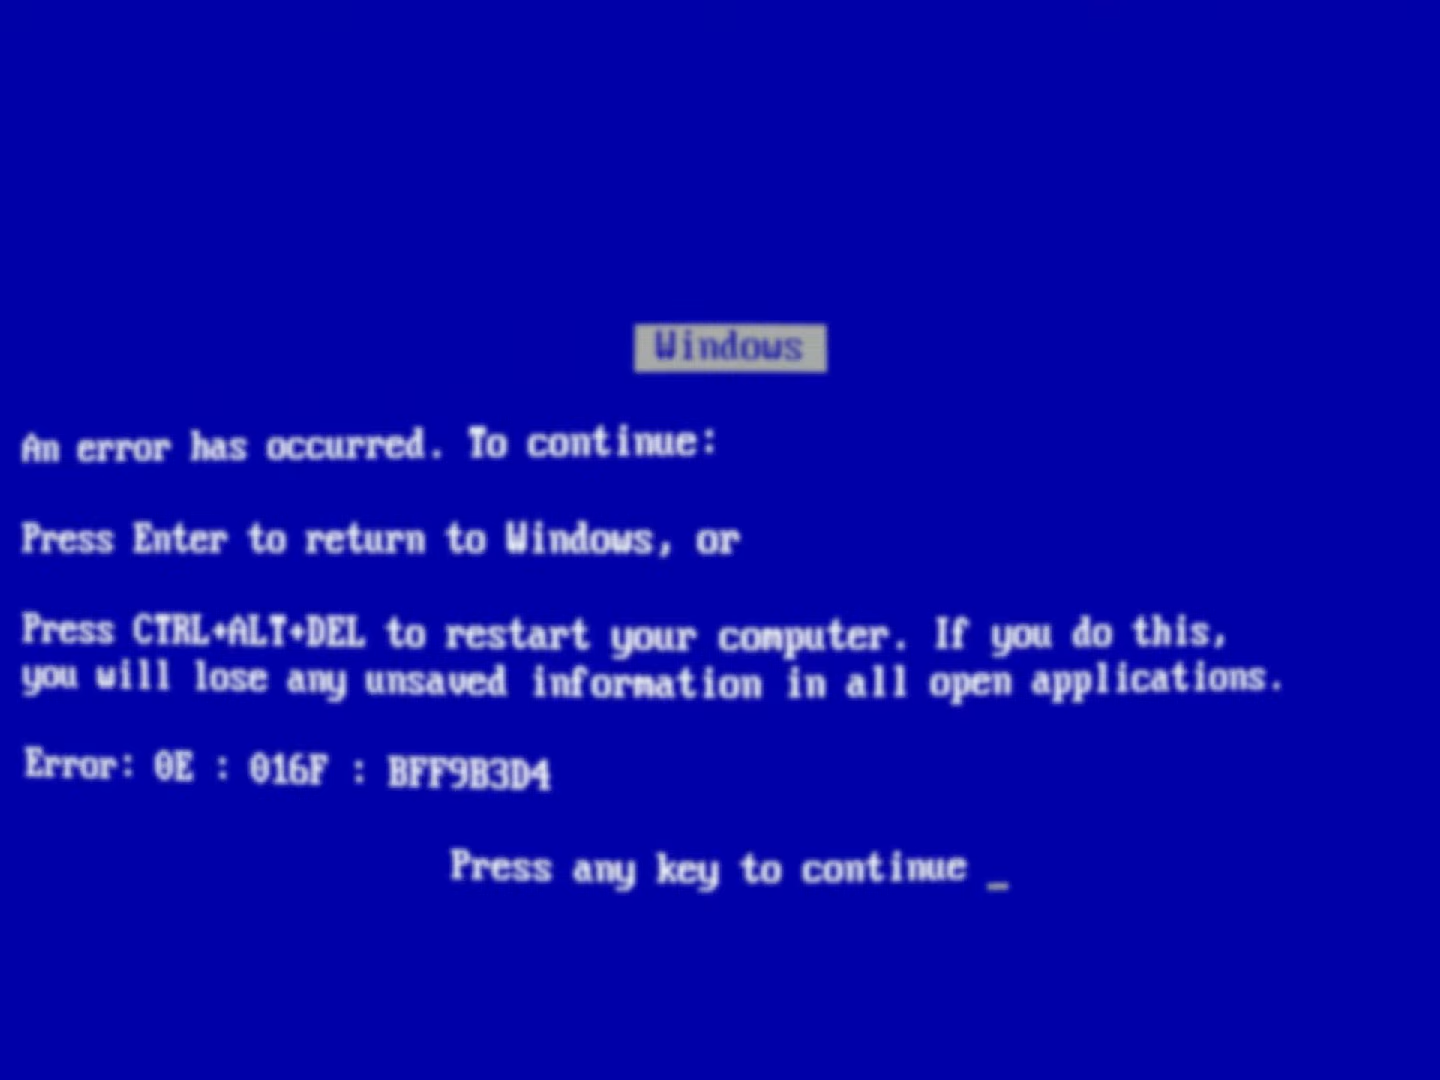 Windows
An error has occurred. To continue:
Press Enter to return to Windows, or
Press CTRL+ALT+DEL to restart your computer. If you do this,
you will lose any unsaved information in all open applications.
Error: 0E : 016F : BFF9B3D4
Press any key to continue _